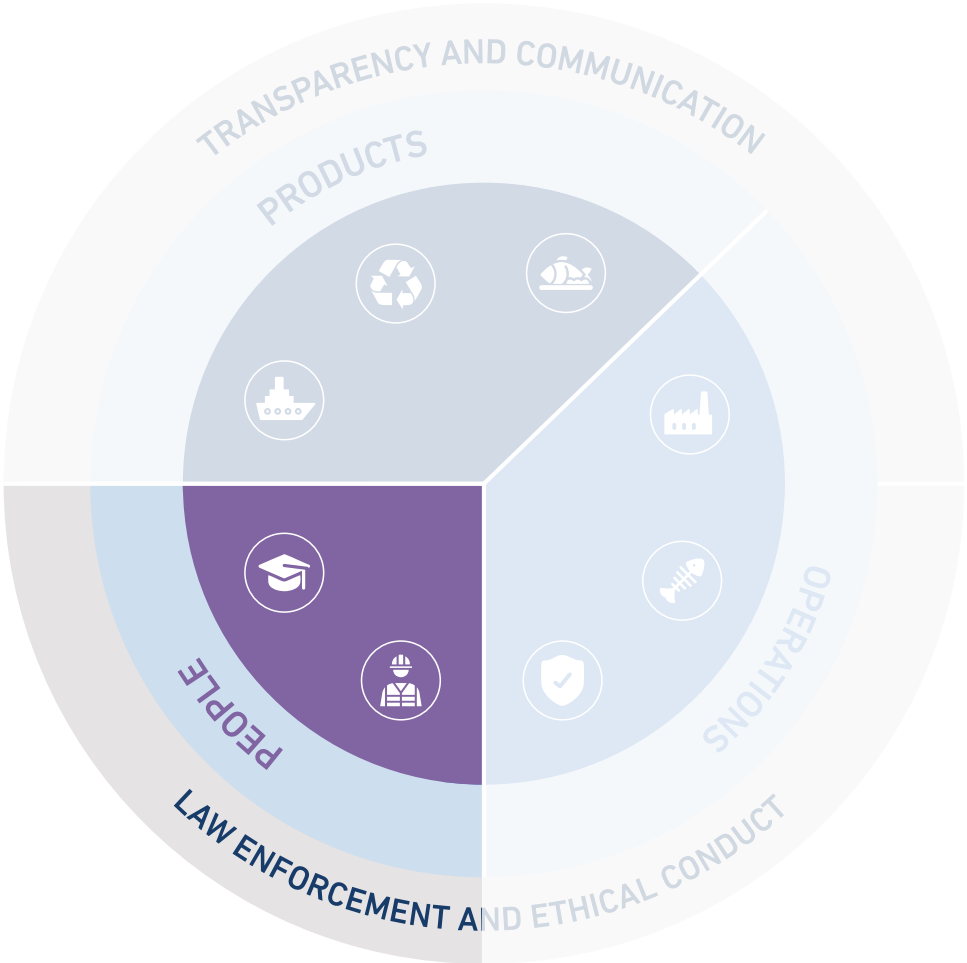 TRANSPARENCY AND COMMUNICATION
PRODUCTS
OPERATIONS
PEOPLE
LAW ENFORCEMENT AND ETHICAL CONDUCT